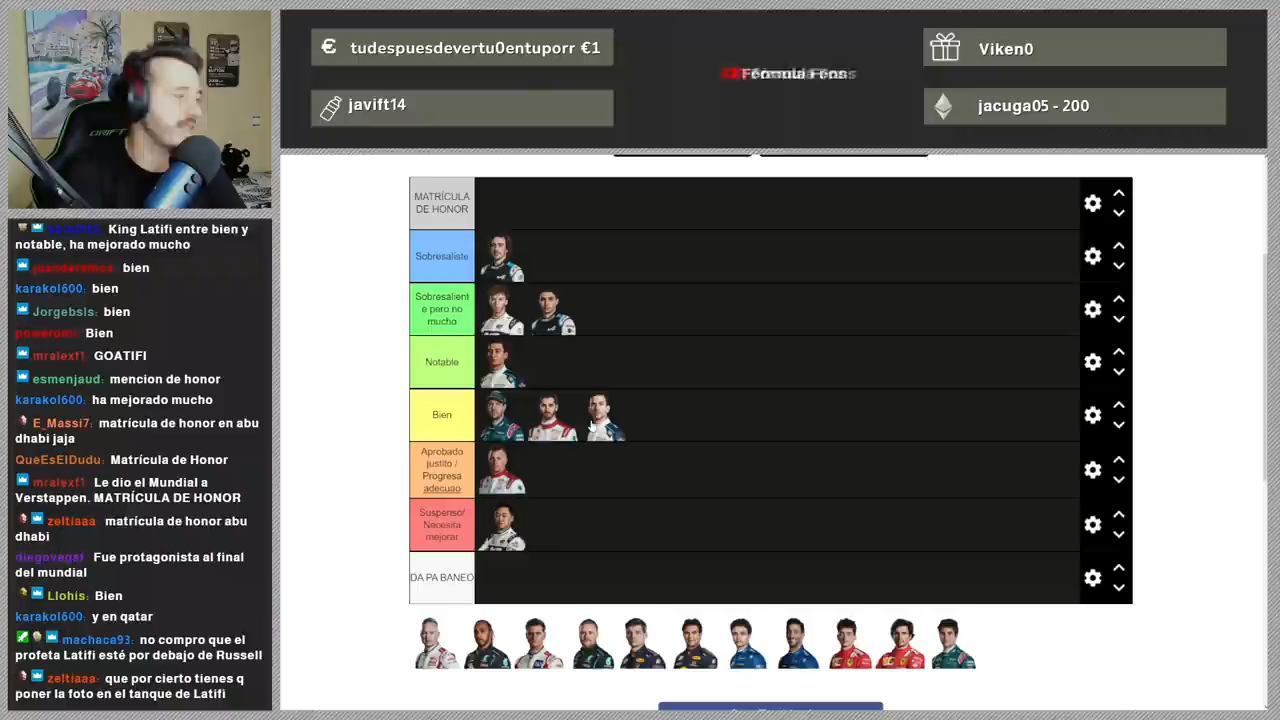 € tudespuesdevertu0entuporr €1
Viken0
javift14
jacuga05 - 200
DRIFT
King Latifi entre bien y
notable, ha mejorado mucho
juanderemos: bien
karakol600: bien
Jorgebsls: bien
poweromi: Bien
mralexf1: GOATIFI
esmenjaud: mencion de honor
karakol600: ha mejorado mucho
E_Massi7: matrícula de honor en abu
dhabi jaja
QueEsElDudu: Matrícula de Honor
mralexf1: Le dio el Mundial a
Verstappen. MATRÍCULA DE HONOR
zeltiaaa: matrícula de honor abu
dhabi
diegovegat: Fue protagonista al final
del mundial
Llohis: Bien
karakol600: y en qatar
machaca93: no compro que el
profeta Latifi esté por debajo de Russell
zeltiaaa: que por cierto tienes q
poner la foto en el tanque de Latifi
MATRÍCULA
DE HONOR
Sobresaliste
Sobresalient
e pero no
mucho
Notable
Bien
Aprobado
justito /
Progresa
adecuao
Suspenso/
Necesita
mejorar
DA PA BANEO